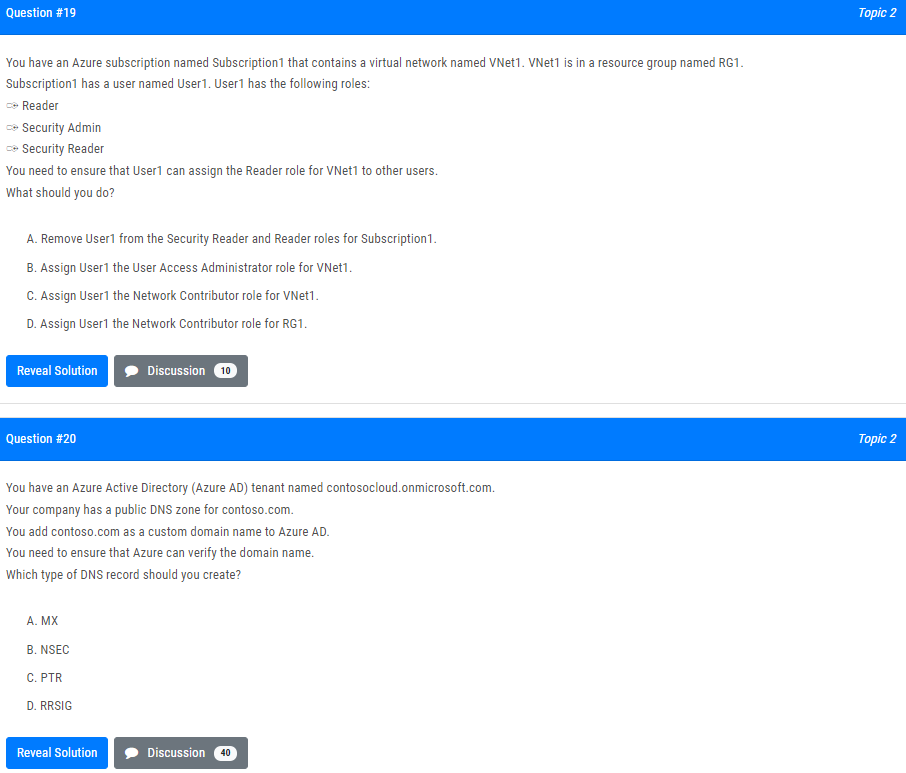 Question #19 Topic 2
You have an Azure subscription named Subscription1 that contains a virtual network named VNet1. VNet1 is in a resource group named RG1.
Subscription1 has a user named User1. User1 has the following roles:
Reader
Security Admin
Security Reader
You need to ensure that User1 can assign the Reader role for VNet1 to other users.
What should you do?
A. Remove User1 from the Security Reader and Reader roles for Subscription1.
B. Assign User1 the User Access Administrator role for VNet1.
C. Assign User1 the Network Contributor role for VNet1.
D. Assign User1 the Network Contributor role for RG1.
Reveal Solution Discussion 10
Question #20 Topic 2
You have an Azure Active Directory (Azure AD) tenant named contosocloud.onmicrosoft.com.
Your company has a public DNS zone for contoso.com.
You add contoso.com as a custom domain name to Azure AD.
You need to ensure that Azure can verify the domain name.
Which type of DNS record should you create?
A. MX
B. NSEC
C. PTR
D. RRSIG
Reveal Solution Discussion 40